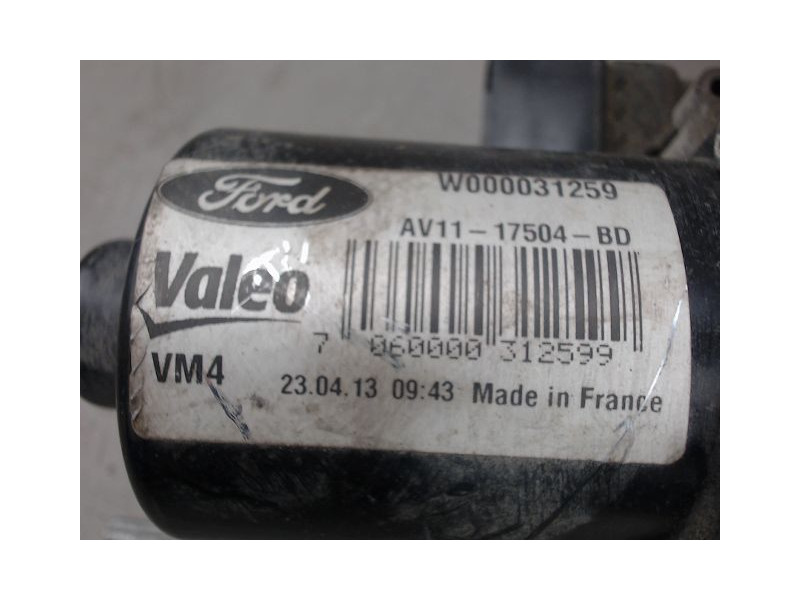 Ford
W000031259
AV11-17504-BD
Valeo
7 060000 312599
VM4
23.04.13 09:43 Made in France